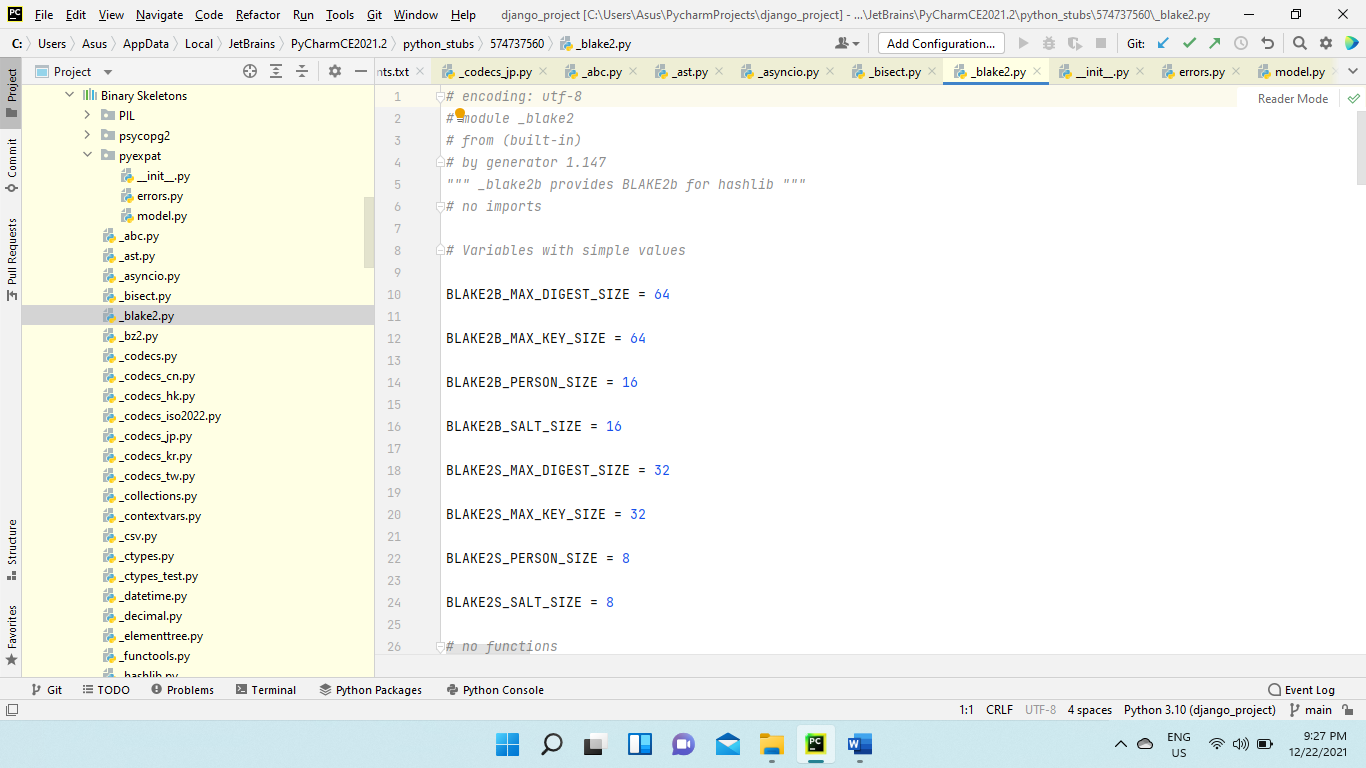 PC File Edit View Navigate Code Refactor Run Tools Git Window Help django_project [C:\Users\Asus\PycharmProjects\django_project] - ...\JetBrains\PyCharmCE2021.2\python_stubs\574737560\_blake2.py
C: Users Asus AppData Local JetBrains PyCharmCE2021.2 python_stubs 574737560 _blake2.py Add Configuration... Git:
Project nts.txt _codecs_jp.py _abc.py _ast.py _asyncio.py _bisect.py _blake2.py __init__.py errors.py model.py
Project
Commit
Pull Requests
Structure
Favorites
Binary Skeletons
PIL
psycopg2
pyexpat
__init__.py
errors.py
model.py
_abc.py
_ast.py
_asyncio.py
_bisect.py
_blake2.py
_bz2.py
_codecs.py
_codecs_cn.py
_codecs_hk.py
_codecs_iso2022.py
_codecs_jp.py
_codecs_kr.py
_codecs_tw.py
_collections.py
_contextvars.py
_csv.py
_ctypes.py
_ctypes_test.py
_datetime.py
_decimal.py
_elementtree.py
_functools.py
_hashlib.py
Reader Mode
1 # encoding: utf-8
2 # module _blake2
3 # from (built-in)
4 # by generator 1.147
5 """ _blake2b provides BLAKE2b for hashlib """
6 # no imports
7
8 # Variables with simple values
9
10 BLAKE2B_MAX_DIGEST_SIZE = 64
11
12 BLAKE2B_MAX_KEY_SIZE = 64
13
14 BLAKE2B_PERSON_SIZE = 16
15
16 BLAKE2B_SALT_SIZE = 16
17
18 BLAKE2S_MAX_DIGEST_SIZE = 32
19
20 BLAKE2S_MAX_KEY_SIZE = 32
21
22 BLAKE2S_PERSON_SIZE = 8
23
24 BLAKE2S_SALT_SIZE = 8
25
26 # no functions
Git TODO Problems Terminal Python Packages Python Console Event Log
1:1 CRLF UTF-8 4 spaces Python 3.10 (django_project) main
PC W ENG
US
9:27 PM
12/22/2021